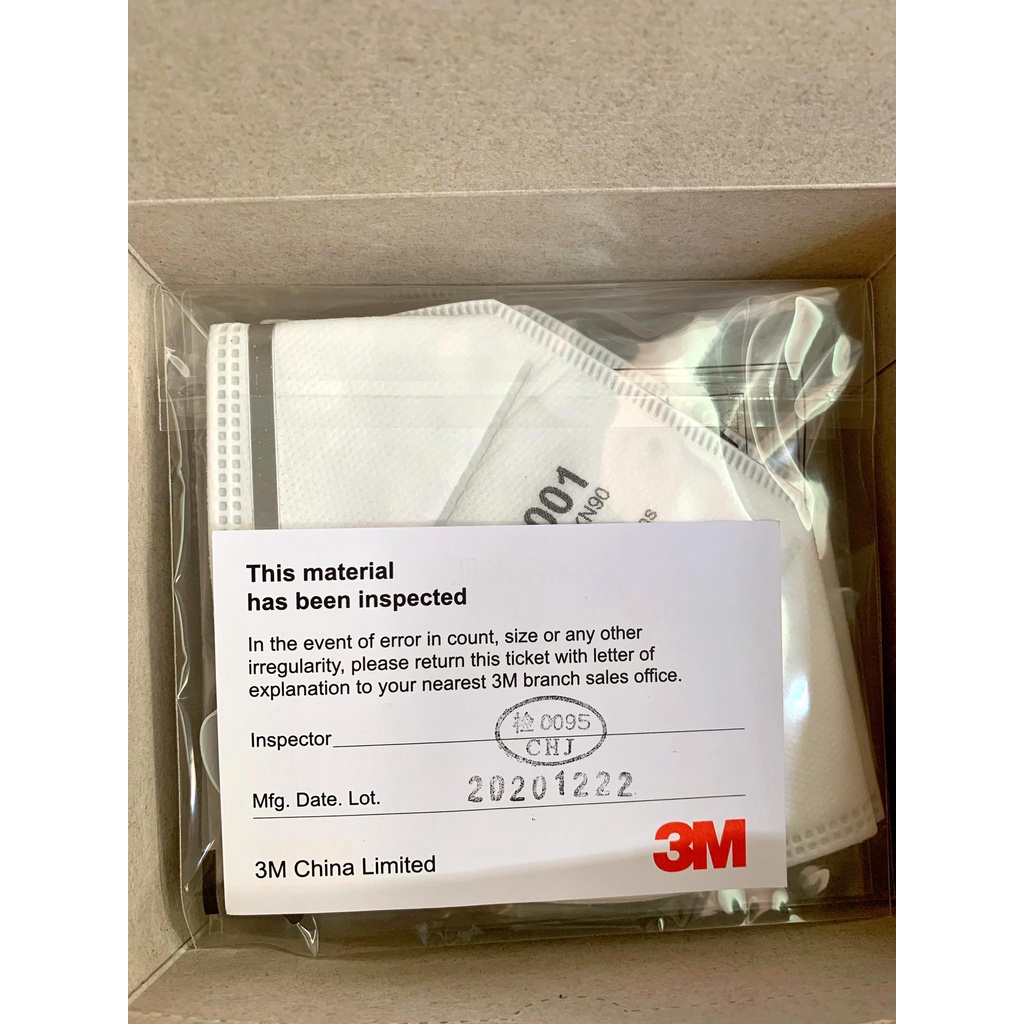 001
KN90
This material
has been inspected
In the event of error in count, size or any other
irregularity, please return this ticket with letter of
explanation to your nearest 3M branch sales office.
Inspector
检 0095
CHJ
Mfg. Date. Lot.
20201222
3M China Limited
3M